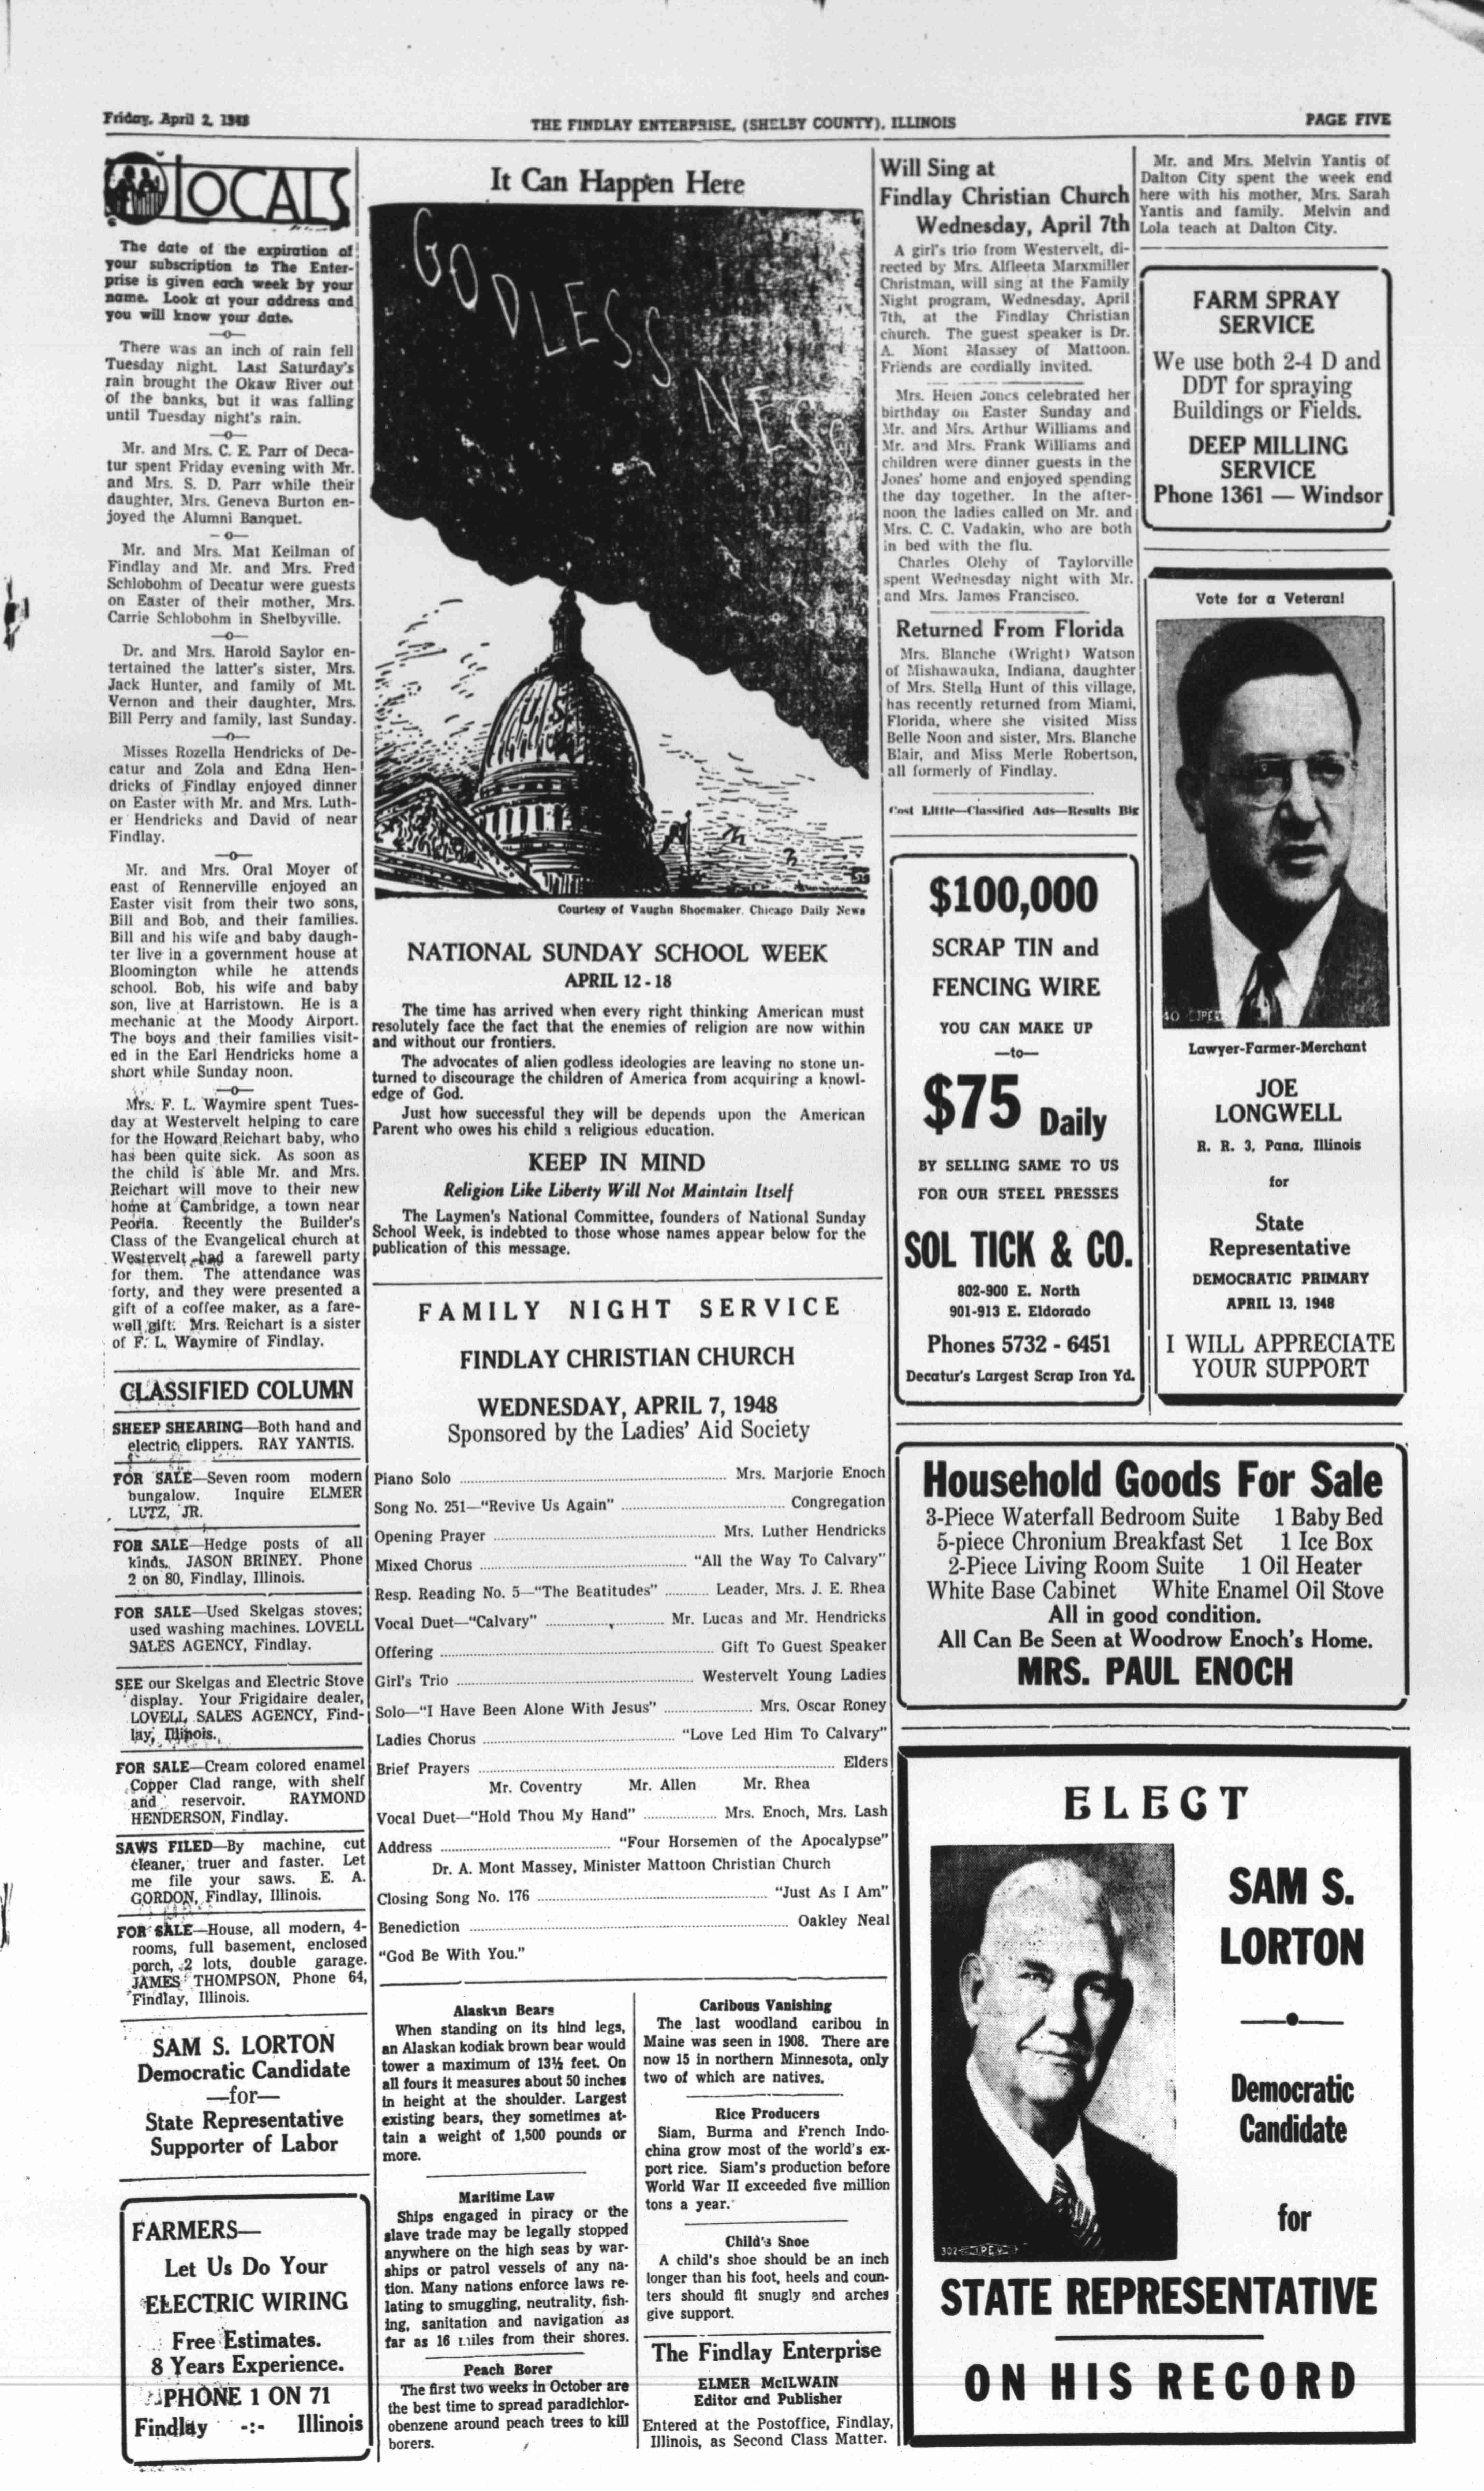 Friday, April 2, 1948
THE FINDLAY ENTERPRISE, (SHELBY COUNTY), ILLINOIS
PAGE FIVE
LOCALS
The date of the expiration of
your subscription to The Enter-
prise is given each week by your
name. Look at your address and
you will know your date.
—o—
There was an inch of rain fell
Tuesday night. Last Saturday's
rain brought the Okaw River out
of the banks, but it was falling
until Tuesday night's rain.
—o—
Mr. and Mrs. C. E. Parr of Deca-
tur spent Friday evening with Mr.
and Mrs. S. D. Parr while their
daughter, Mrs. Geneva Burton en-
joyed the Alumni Banquet.
—o—
Mr. and Mrs. Mat Keilman of
Findlay and Mr. and Mrs. Fred
Schlobohm of Decatur were guests
on Easter of their mother, Mrs.
Carrie Schlobohm in Shelbyville.
—o—
Dr. and Mrs. Harold Saylor en-
tertained the latter's sister, Mrs.
Jack Hunter, and family of Mt.
Vernon and their daughter, Mrs.
Bill Perry and family, last Sunday.
—o—
Misses Rozella Hendricks of De-
catur and Zola and Edna Hen-
dricks of Findlay enjoyed dinner
on Easter with Mr. and Mrs. Luth-
er Hendricks and David of near
Findlay.
—o—
Mr. and Mrs. Oral Moyer of
east of Rennerville enjoyed an
Easter visit from their two sons,
Bill and Bob, and their families.
Bill and his wife and baby daugh-
ter live in a government house at
Bloomington while he attends
school. Bob, his wife and baby
son, live at Harristown. He is a
mechanic at the Moody Airport.
The boys and their families visit-
ed in the Earl Hendricks home a
short while Sunday noon.
—o—
Mrs. F. L. Waymire spent Tues-
day at Westervelt helping to care
for the Howard Reichart baby, who
has been quite sick. As soon as
the child is able Mr. and Mrs.
Reichart will move to their new
home at Cambridge, a town near
Peoria. Recently the Builder's
Class of the Evangelical church at
Westervelt had a farewell party
for them. The attendance was
forty, and they were presented a
gift of a coffee maker, as a fare-
well gift. Mrs. Reichart is a sister
of F. L. Waymire of Findlay.
CLASSIFIED COLUMN
SHEEP SHEARING—Both hand and
electric clippers. RAY YANTIS.
FOR SALE—Seven room modern
bungalow. Inquire ELMER
LUTZ, JR.
FOR SALE—Hedge posts of all
kinds. JASON BRINEY. Phone
2 on 80, Findlay, Illinois.
FOR SALE—Used Skelgas stoves;
used washing machines. LOVELL
SALES AGENCY, Findlay.
SEE our Skelgas and Electric Stove
display. Your Frigidaire dealer,
LOVELL SALES AGENCY, Find-
lay, Illinois.
FOR SALE—Cream colored enamel
Copper Clad range, with shelf
and reservoir. RAYMOND
HENDERSON, Findlay.
SAWS FILED—By machine, cut
cleaner, truer and faster. Let
me file your saws. E. A.
GORDON, Findlay, Illinois.
FOR SALE—House, all modern, 4-
rooms, full basement, enclosed
porch, 2 lots, double garage.
JAMES THOMPSON, Phone 64,
Findlay, Illinois.
SAM S. LORTON
Democratic Candidate
—for—
State Representative
Supporter of Labor
FARMERS—
Let Us Do Your
ELECTRIC WIRING
Free Estimates.
8 Years Experience.
PHONE 1 ON 71
Findlay -:- Illinois
It Can Happen Here
GODLESSNESS
U.S.
Courtesy of Vaughn Shoemaker, Chicago Daily News
NATIONAL SUNDAY SCHOOL WEEK
APRIL 12 - 18
The time has arrived when every right thinking American must
resolutely face the fact that the enemies of religion are now within
and without our frontiers.
The advocates of alien godless ideologies are leaving no stone un-
turned to discourage the children of America from acquiring a knowl-
edge of God.
Just how successful they will be depends upon the American
Parent who owes his child a religious education.
KEEP IN MIND
Religion Like Liberty Will Not Maintain Itself
The Laymen's National Committee, founders of National Sunday
School Week, is indebted to those whose names appear below for the
publication of this message.
FAMILY NIGHT SERVICE
FINDLAY CHRISTIAN CHURCH
WEDNESDAY, APRIL 7, 1948
Sponsored by the Ladies' Aid Society
Piano Solo ........ Mrs. Marjorie Enoch
Song No. 251—"Revive Us Again" ........ Congregation
Opening Prayer ........ Mrs. Luther Hendricks
Mixed Chorus ........ "All the Way To Calvary"
Resp. Reading No. 5—"The Beatitudes" ........ Leader, Mrs. J. E. Rhea
Vocal Duet—"Calvary" ........ Mr. Lucas and Mr. Hendricks
Offering ........ Gift To Guest Speaker
Girl's Trio ........ Westervelt Young Ladies
Solo—"I Have Been Alone With Jesus" ........ Mrs. Oscar Roney
Ladies Chorus ........ "Love Led Him To Calvary"
Brief Prayers ........ Elders
Mr. Coventry Mr. Allen Mr. Rhea
Vocal Duet—"Hold Thou My Hand" ........ Mrs. Enoch, Mrs. Lash
Address ........ "Four Horsemen of the Apocalypse"
Dr. A. Mont Massey, Minister Mattoon Christian Church
Closing Song No. 176 ........ "Just As I Am"
Benediction ........ Oakley Neal
"God Be With You."
Alaskan Bears
When standing on its hind legs,
an Alaskan kodiak brown bear would
tower a maximum of 13½ feet. On
all fours it measures about 50 inches
in height at the shoulder. Largest
existing bears, they sometimes at-
tain a weight of 1,500 pounds or
more.
Maritime Law
Ships engaged in piracy or the
slave trade may be legally stopped
anywhere on the high seas by war-
ships or patrol vessels of any na-
tion. Many nations enforce laws re-
lating to smuggling, neutrality, fish-
ing, sanitation and navigation as
far as 16 miles from their shores.
Peach Borer
The first two weeks in October are
the best time to spread paradichlor-
obenzene around peach trees to kill
borers.
Caribous Vanishing
The last woodland caribou in
Maine was seen in 1908. There are
now 15 in northern Minnesota, only
two of which are natives.
Rice Producers
Siam, Burma and French Indo-
china grow most of the world's ex-
port rice. Siam's production before
World War II exceeded five million
tons a year.
Child's Shoe
A child's shoe should be an inch
longer than his foot, heels and coun-
ters should fit snugly and arches
give support.
The Findlay Enterprise
ELMER McILWAIN
Editor and Publisher
Entered at the Postoffice, Findlay,
Illinois, as Second Class Matter.
Will Sing at
Findlay Christian Church
Wednesday, April 7th
A girl's trio from Westervelt, di-
rected by Mrs. Alfleeta Marxmiller
Christman, will sing at the Family
Night program, Wednesday, April
7th, at the Findlay Christian
church. The guest speaker is Dr.
A. Mont Massey of Mattoon.
Friends are cordially invited.
Mrs. Helen Jones celebrated her
birthday on Easter Sunday and
Mr. and Mrs. Arthur Williams and
Mr. and Mrs. Frank Williams and
children were dinner guests in the
Jones' home and enjoyed spending
the day together. In the after-
noon the ladies called on Mr. and
Mrs. C. C. Vadakin, who are both
in bed with the flu.
Charles Olehy of Taylorville
spent Wednesday night with Mr.
and Mrs. James Francisco.
Returned From Florida
Mrs. Blanche (Wright) Watson
of Mishawauka, Indiana, daughter
of Mrs. Stella Hunt of this village,
has recently returned from Miami,
Florida, where she visited Miss
Belle Noon and sister, Mrs. Blanche
Blair, and Miss Merle Robertson,
all formerly of Findlay.
Cost Little—Classified Ads—Results Big
$100,000
SCRAP TIN and
FENCING WIRE
YOU CAN MAKE UP
—to—
$75 Daily
BY SELLING SAME TO US
FOR OUR STEEL PRESSES
SOL TICK & CO.
802-900 E. North
901-913 E. Eldorado
Phones 5732 - 6451
Decatur's Largest Scrap Iron Yd.
Mr. and Mrs. Melvin Yantis of
Dalton City spent the week end
here with his mother, Mrs. Sarah
Yantis and family. Melvin and
Lola teach at Dalton City.
FARM SPRAY
SERVICE
We use both 2-4 D and
DDT for spraying
Buildings or Fields.
DEEP MILLING
SERVICE
Phone 1361 — Windsor
Vote for a Veteran!
Lawyer-Farmer-Merchant
JOE
LONGWELL
R. R. 3, Pana, Illinois
for
State
Representative
DEMOCRATIC PRIMARY
APRIL 13, 1948
I WILL APPRECIATE
YOUR SUPPORT
Household Goods For Sale
3-Piece Waterfall Bedroom Suite 1 Baby Bed
5-piece Chronium Breakfast Set 1 Ice Box
2-Piece Living Room Suite 1 Oil Heater
White Base Cabinet White Enamel Oil Stove
All in good condition.
All Can Be Seen at Woodrow Enoch's Home.
MRS. PAUL ENOCH
ELECT
SAM S.
LORTON
Democratic
Candidate
for
STATE REPRESENTATIVE
ON HIS RECORD